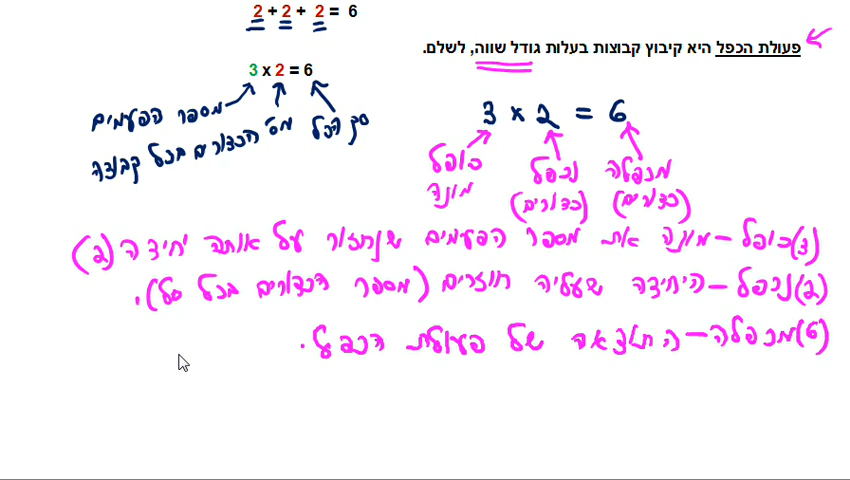 2 + 2 + 2 = 6
פעולת הכפל היא קיבוץ קבוצות בעלות גודל שווה, לשלם.
3 x 2 = 6
מספר הפעמים
מס' הכדורים בכל קבוצה
סך הכל
3 x 2 = 6
כופל
מונה
נכפל
(כדורים)
מכפלה
(כדורים)
(3) כופל – מונה את מספר הפעמים שנחזור על אותה יחידה (2)
(2) נכפל – היחידה שעליה חוזרים (מספר הכדורים בכל סל).
(6) מכפלה – התוצאה של פעולת הכפל.